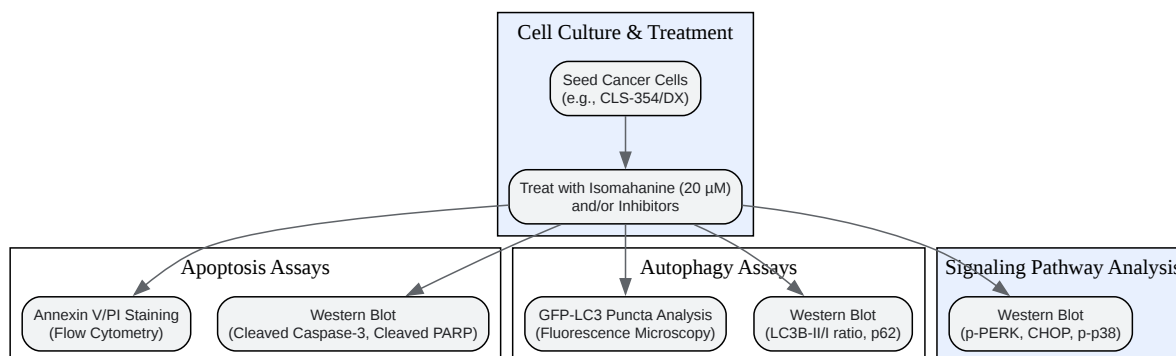 Cell Culture & Treatment
Seed Cancer Cells
(e.g., CLS-354/DX)
Treat with Isomahanine (20 µM)
and/or Inhibitors
Apoptosis Assays
Autophagy Assays
Signaling Pathway Analysis
Annexin V/PI Staining
(Flow Cytometry)
Western Blot
(Cleaved Caspase-3, Cleaved PARP)
GFP-LC3 Puncta Analysis
(Fluorescence Microscopy)
Western Blot
(LC3B-II/I ratio, p62)
Western Blot
(p-PERK, CHOP, p-p38)